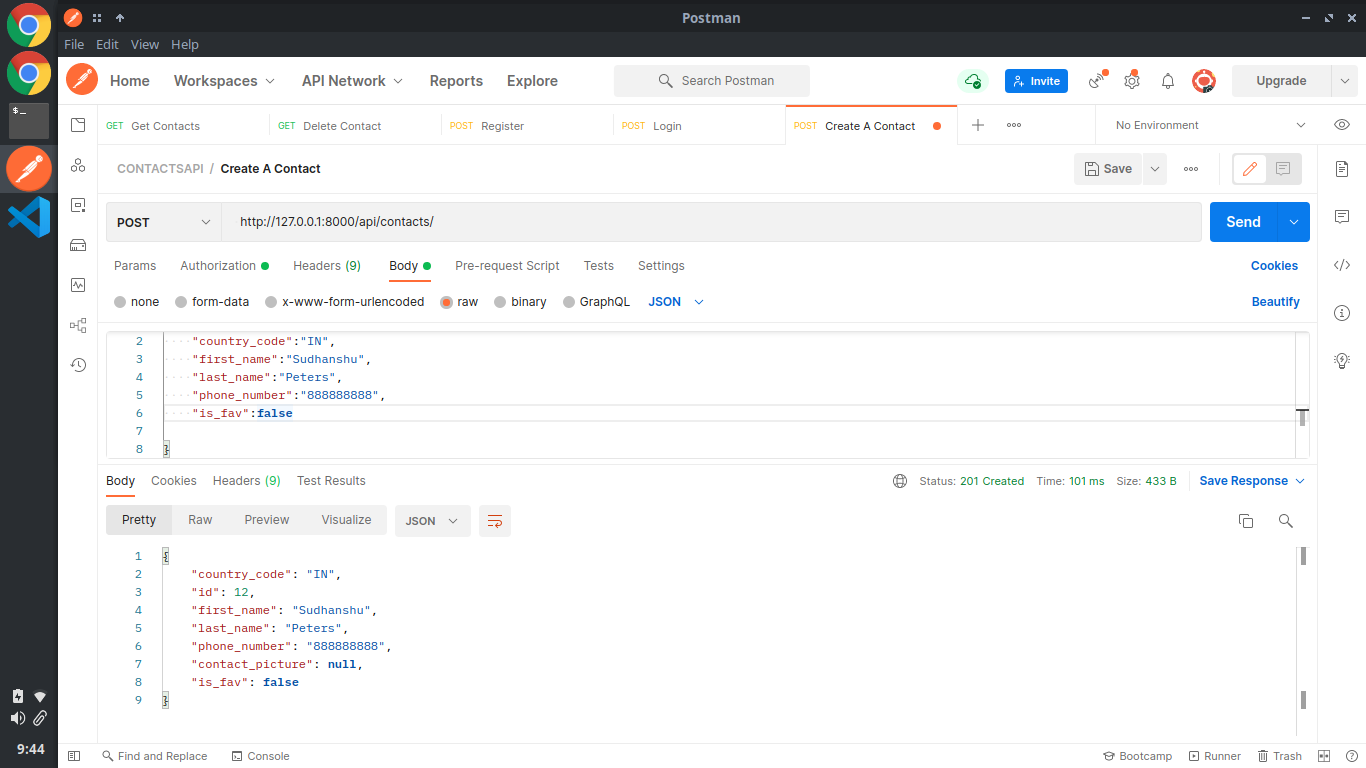 Postman
File Edit View Help
Home Workspaces API Network Reports Explore Search Postman Invite Upgrade
GET Get Contacts GET Delete Contact POST Register POST Login POST Create A Contact No Environment
CONTACTSAPI / Create A Contact Save
POST http://127.0.0.1:8000/api/contacts/ Send
Params Authorization Headers (9) Body Pre-request Script Tests Settings Cookies
none form-data x-www-form-urlencoded raw binary GraphQL JSON Beautify
2 "country_code":"IN",
3 "first_name":"Sudhanshu",
4 "last_name":"Peters",
5 "phone_number":"888888888",
6 "is_fav":false
7
8 }
Body Cookies Headers (9) Test Results Status: 201 Created Time: 101 ms Size: 433 B Save Response
Pretty Raw Preview Visualize JSON
1 {
2 "country_code": "IN",
3 "id": 12,
4 "first_name": "Sudhanshu",
5 "last_name": "Peters",
6 "phone_number": "888888888",
7 "contact_picture": null,
8 "is_fav": false
9 }
9:44
Find and Replace Console Bootcamp Runner Trash